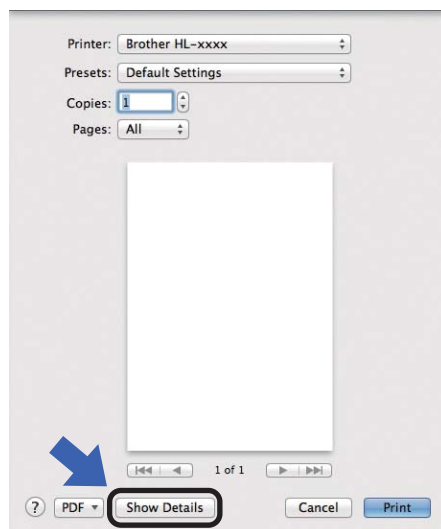 Printer: Brother HL-xxxx
Presets: Default Settings
Copies: 1
Pages: All
1 of 1
? PDF Show Details Cancel Print